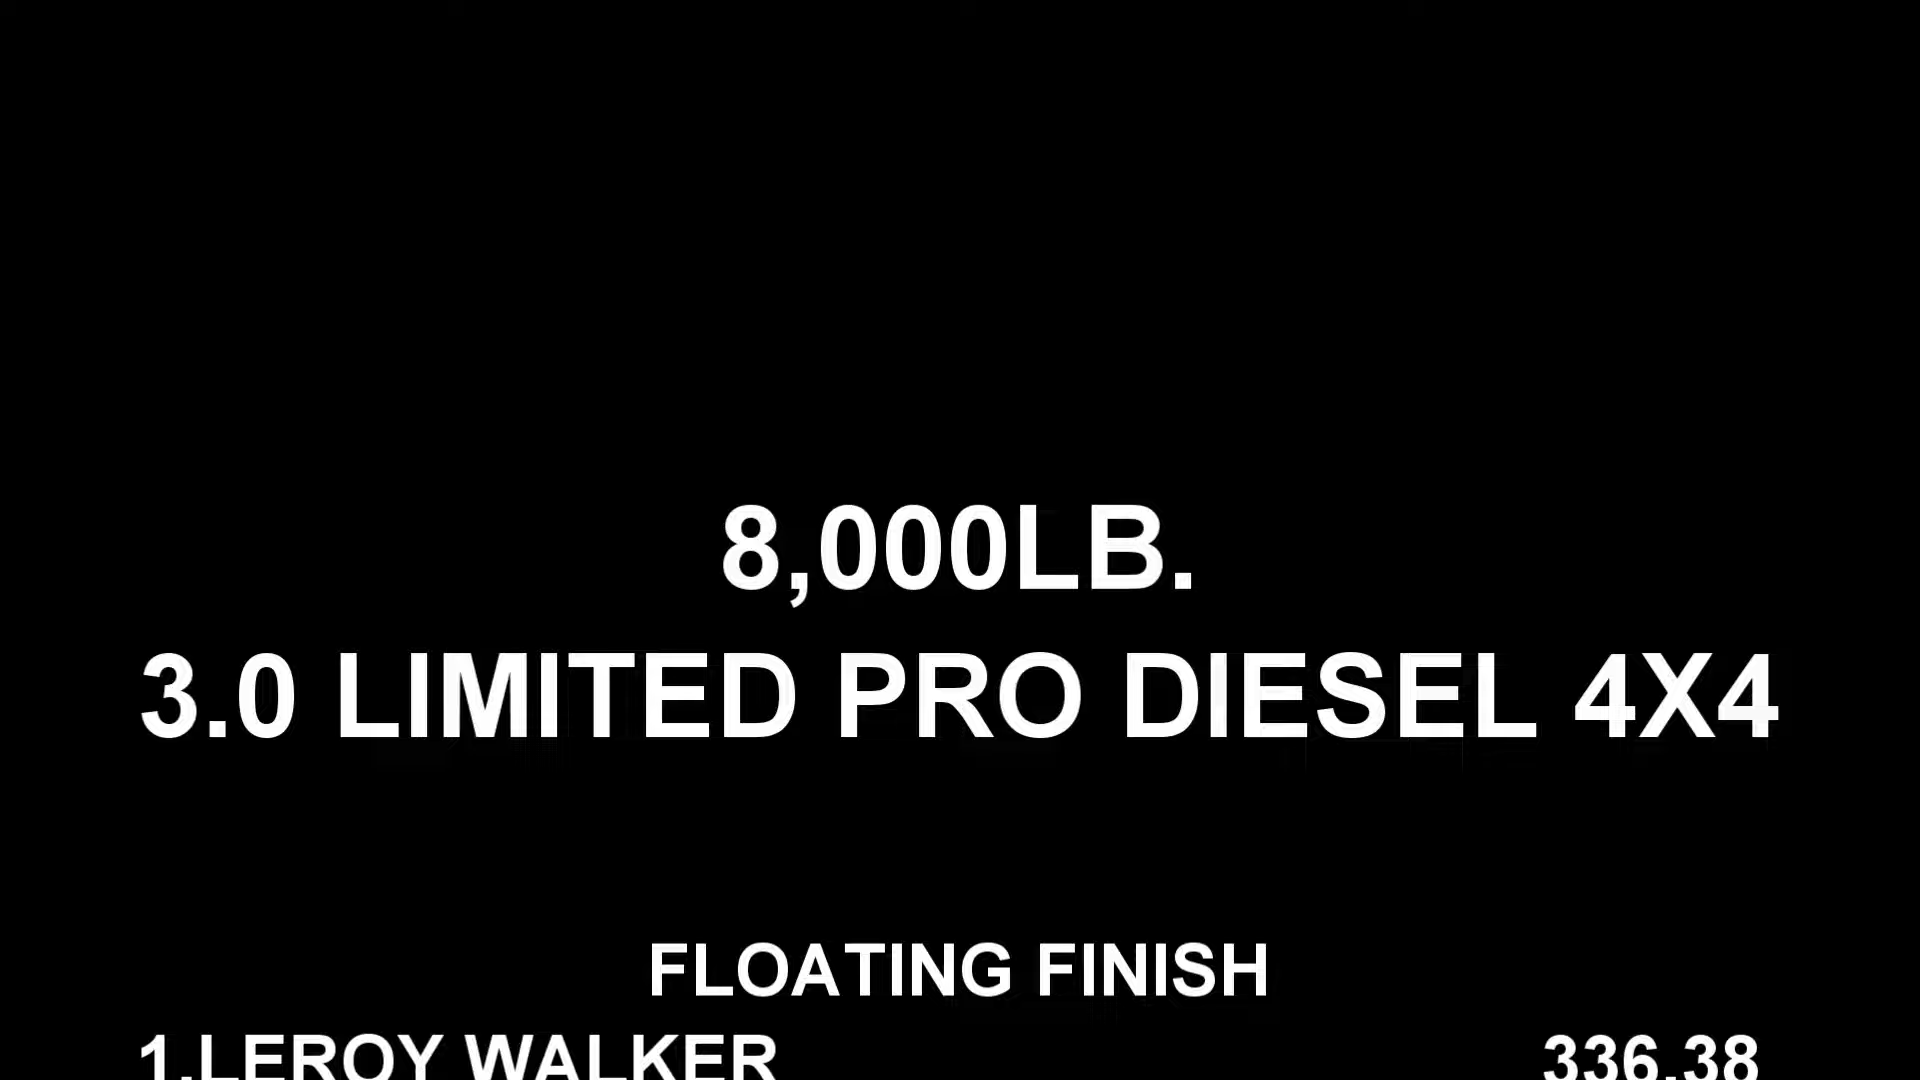 8,000LB.
3.0 LIMITED PRO DIESEL 4X4
FLOATING FINISH
1.LEROY WALKER 336.38